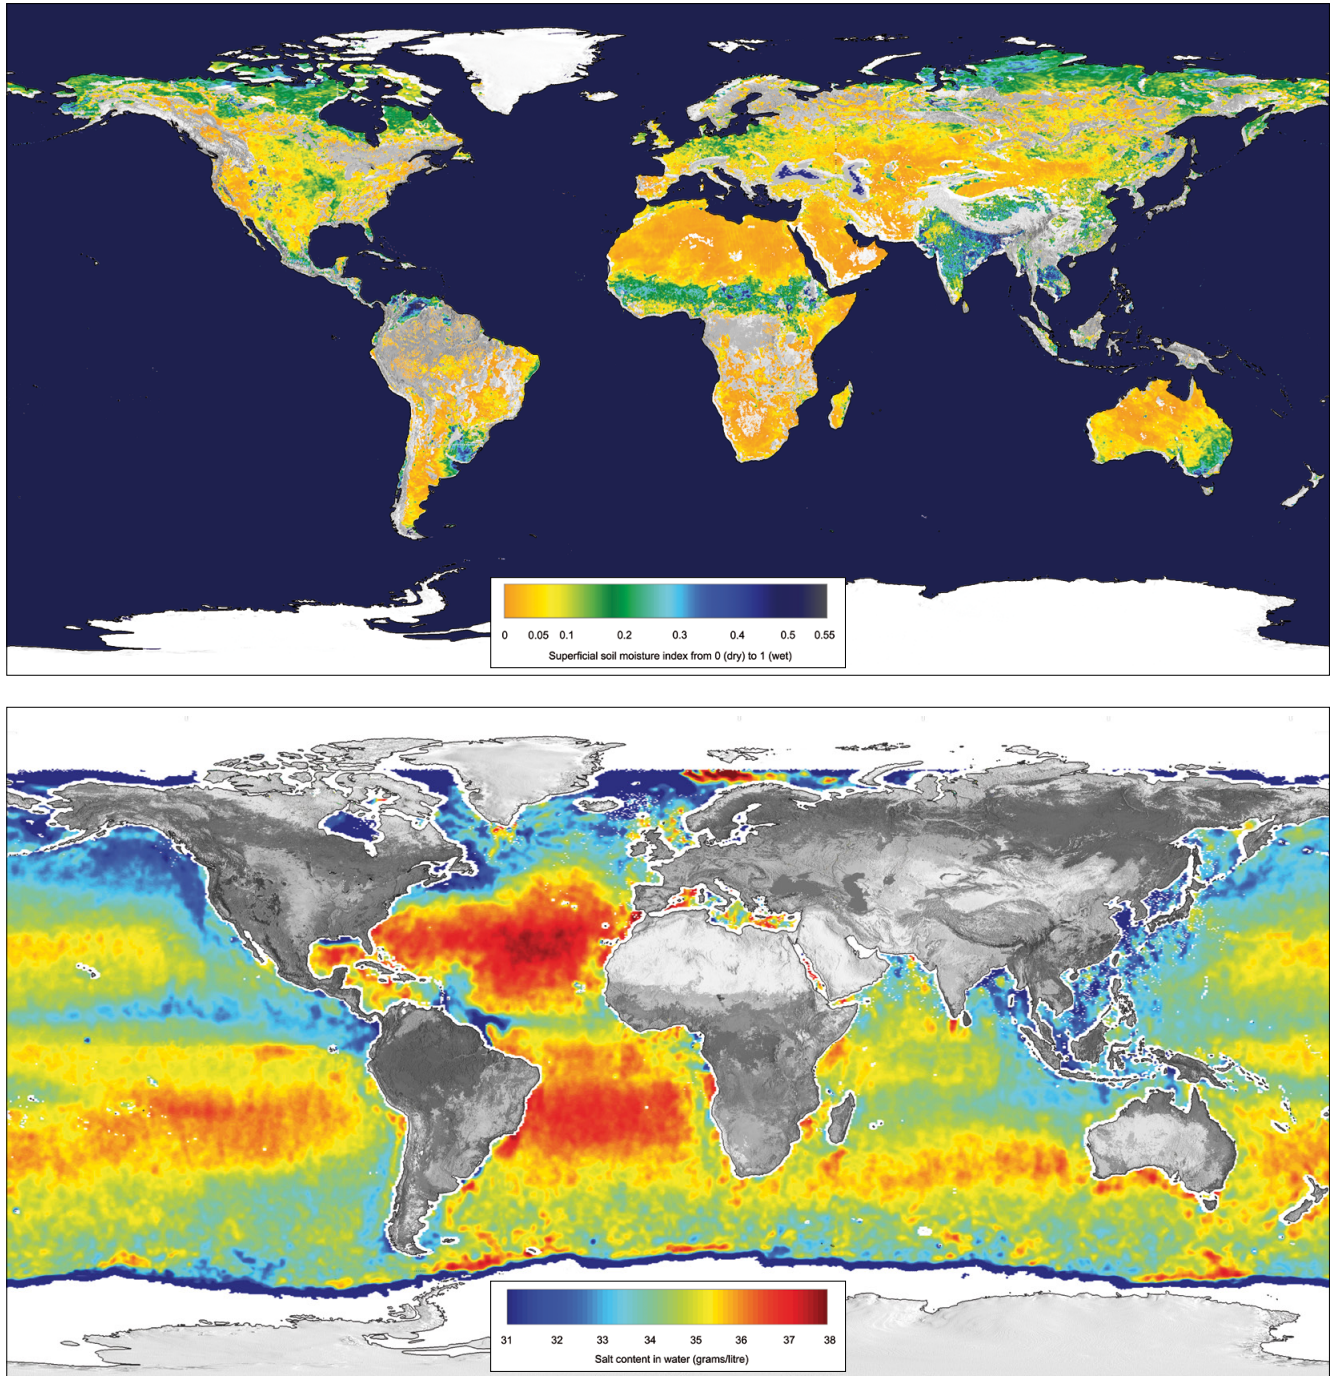 0 0.05 0.1 0.2 0.3 0.4 0.5 0.55
Superficial soil moisture index from 0 (dry) to 1 (wet)
31 32 33 34 35 36 37 38
Salt content in water (grams/litre)